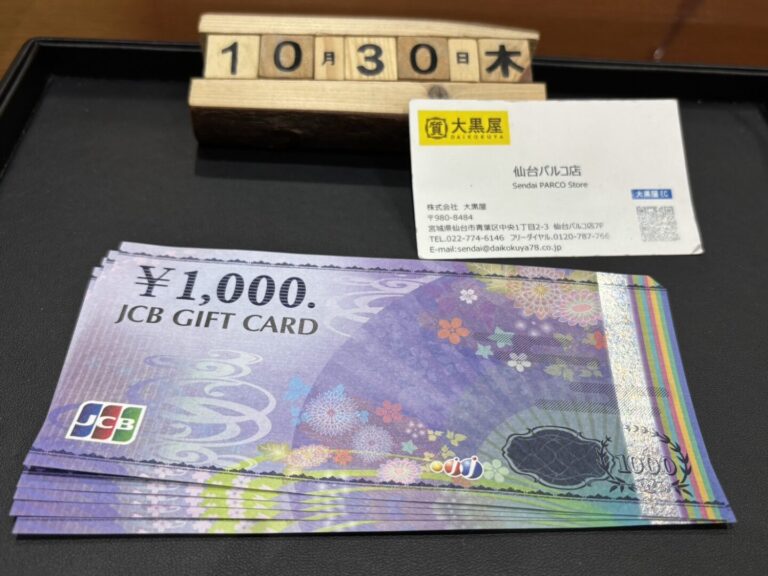 10月30日木
質 大黒屋
DAIKOKUYA
仙台パルコ店
Sendai PARCO Store
大黒屋 EC
株式会社 大黒屋
〒980-8484
宮城県仙台市青葉区中央1丁目2-3 仙台パルコ店7F
TEL.022-774-6146 フリーダイヤル.0120-787-766
E-mail:sendai@daikokuya78.co.jp
¥1,000.
JCB GIFT CARD
JCB
1000